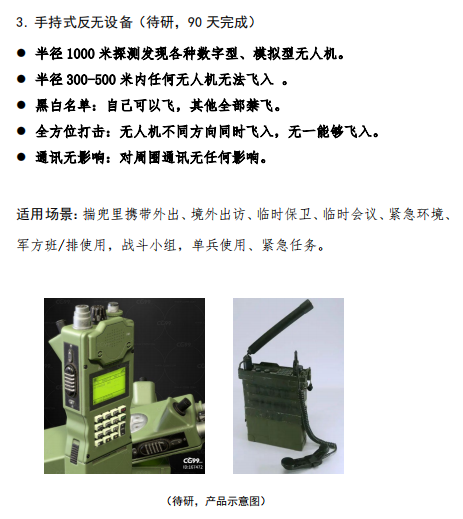 3. 手持式反无设备（待研，90 天完成）
● 半径 1000 米探测发现各种数字型、模拟型无人机。
● 半径 300-500 米内任何无人机无法飞入 。
● 黑白名单：自己可以飞，其他全部禁飞。
● 全方位打击：无人机不同方向同时飞入，无一能够飞入。
● 通讯无影响：对周围通讯无任何影响。
适用场景：揣兜里携带外出、境外出访、临时保卫、临时会议、紧急环境、
军方班/排使用，战斗小组，单兵使用、紧急任务。
CG99
ID:167472
（待研，产品示意图）